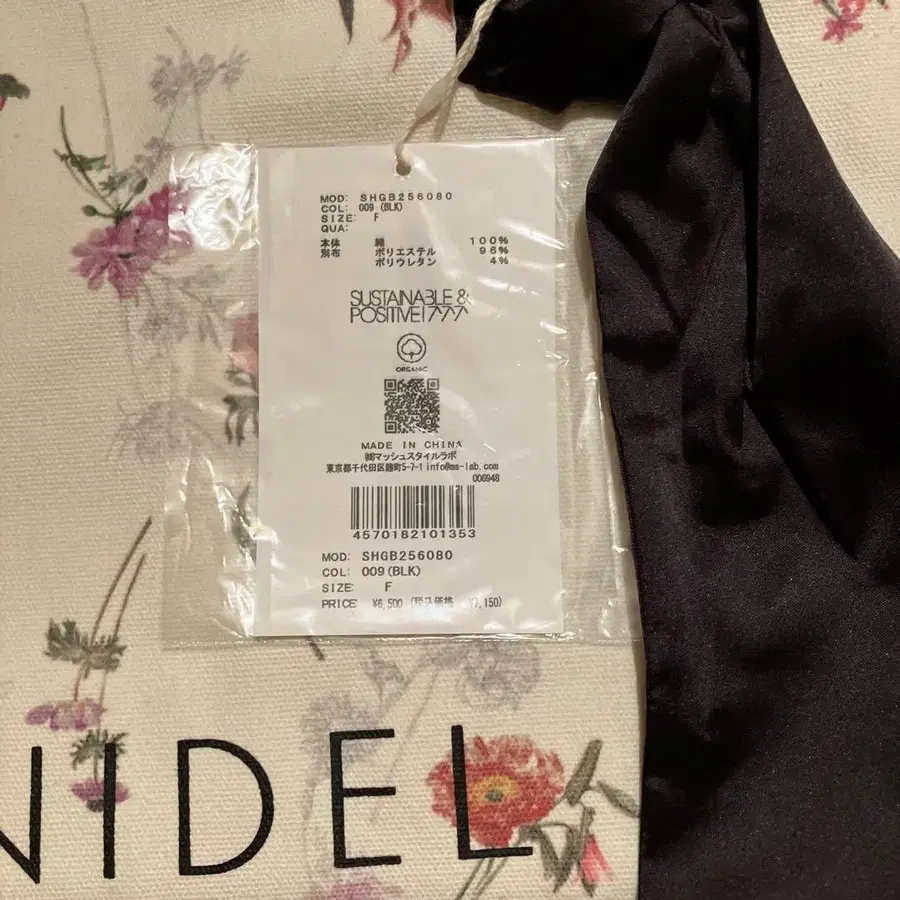 MOD: SHGB256080
COL: 009 (BLK)
SIZE: F
QUA:
本体 綿 100%
別布 ポリエステル 96%
ポリウレタン 4%
SUSTAINABLE &
POSITIVE!
ORGANIC
MADE IN CHINA
㈱マッシュスタイルラボ
東京都千代田区麹町5-7-1 info@ms-lab.com
006948
4570182101353
MOD: SHGB256080
COL: 009 (BLK)
SIZE: F
PRICE: ¥6,500 (税込価格 ¥7,150)
NIDEL